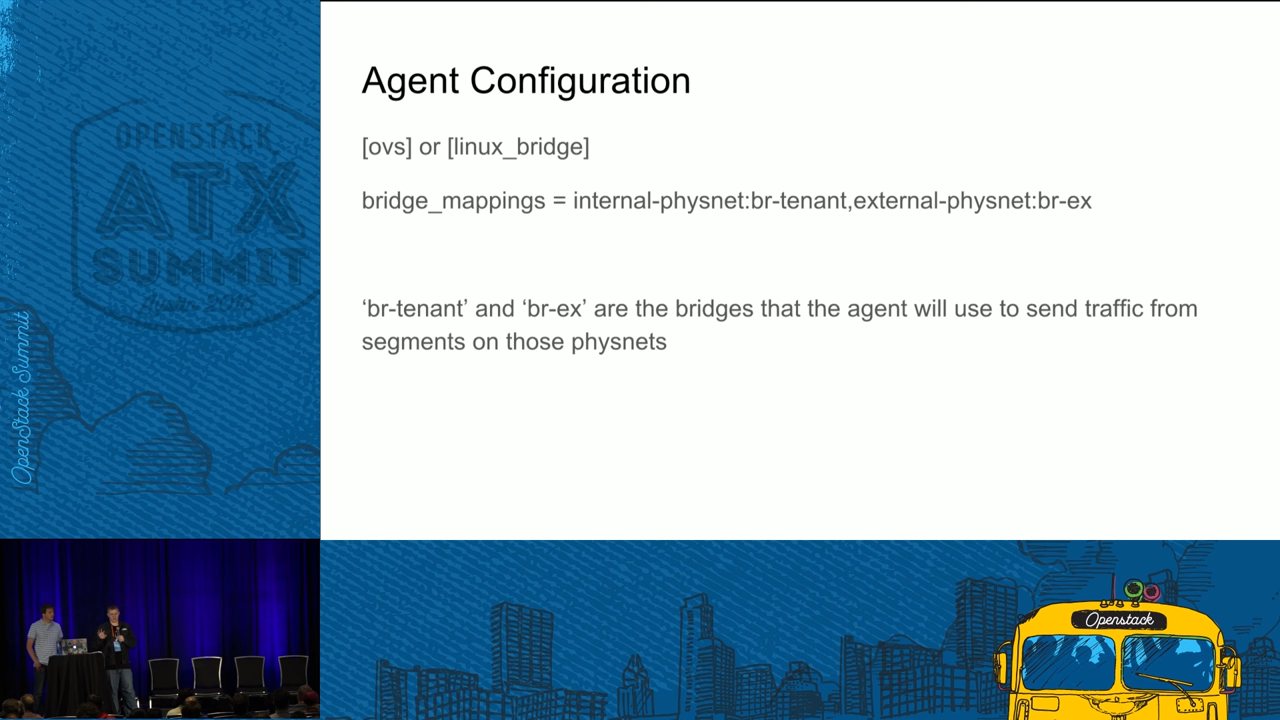 Agent Configuration
[ovs] or [linux_bridge]
bridge_mappings = internal-physnet:br-tenant,external-physnet:br-ex
‘br-tenant’ and ‘br-ex’ are the bridges that the agent will use to send traffic from
segments on those physnets
OPENSTACK
ATX
SUMMIT
Austin 2016
OpenStack Summit
Openstack